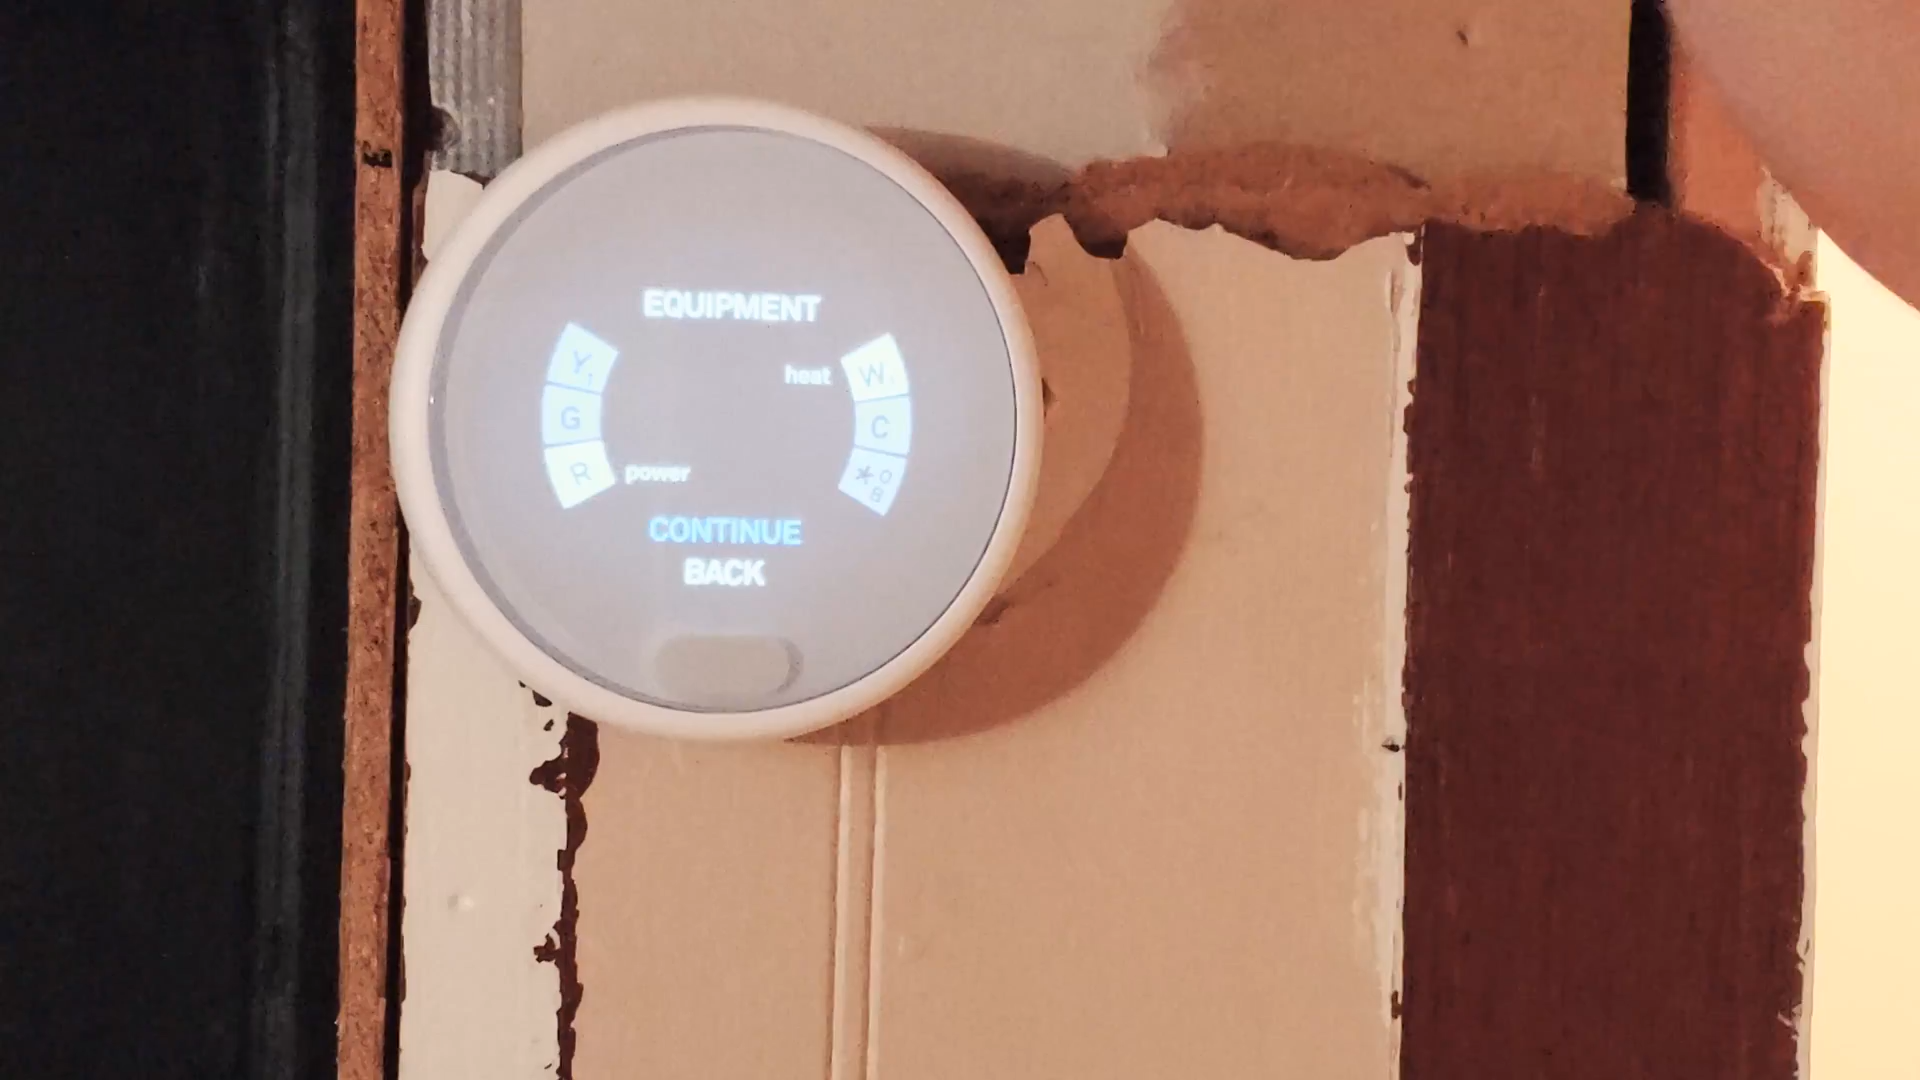 EQUIPMENT
Y1
heat W1
G
C
R power
* O B
CONTINUE
BACK